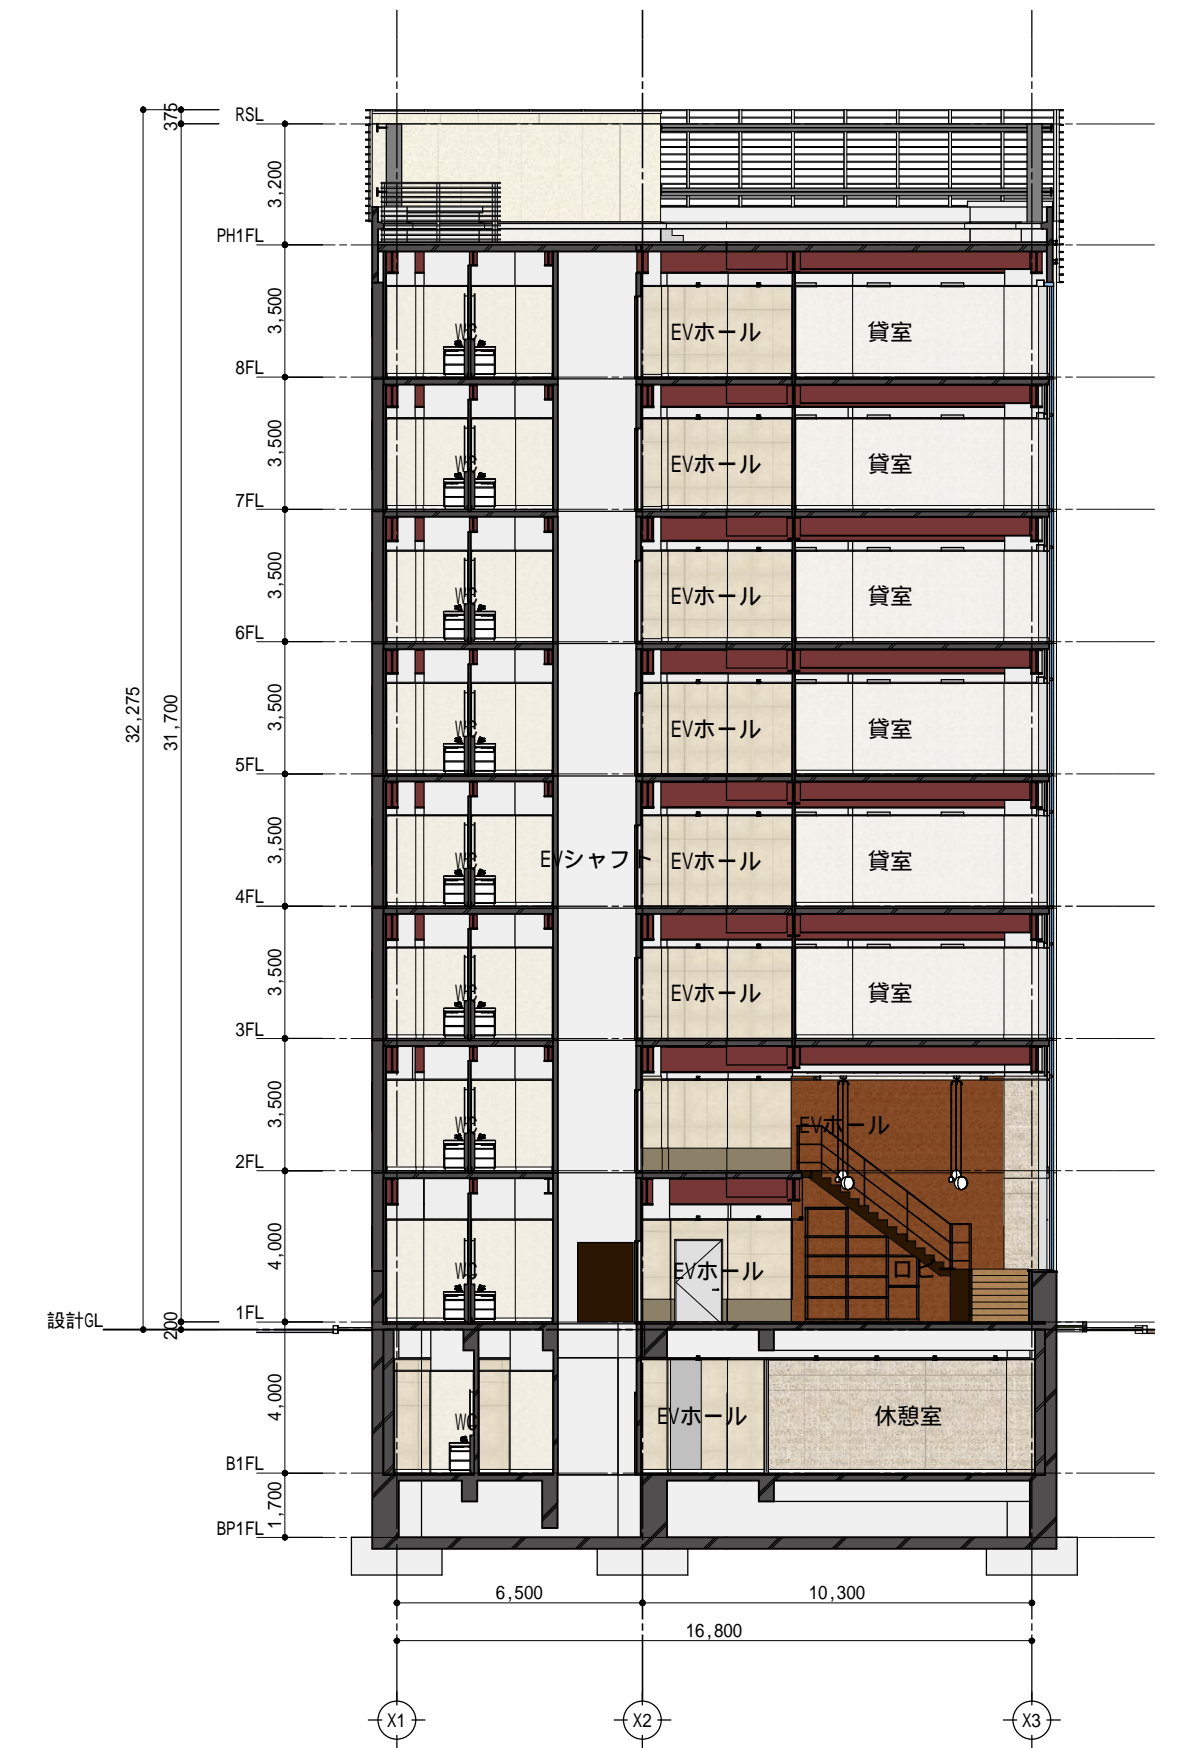 RSL
375
3,200
PH1FL
3,500
WC
EVホール
貸室
8FL
3,500
WC
EVホール
貸室
7FL
3,500
WC
EVホール
貸室
6FL
32,275
31,700
3,500
WC
EVホール
貸室
5FL
3,500
WC
EVシャフト
EVホール
貸室
4FL
3,500
WC
EVホール
貸室
3FL
3,500
WC
EVホール
2FL
4,000
WC
EVホール
ロビ
1FL
設計GL
200
4,000
WC
EVホール
休憩室
B1FL
1,700
BP1FL
6,500
10,300
16,800
X1
X2
X3